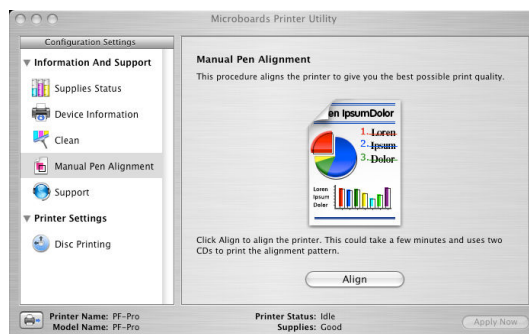 Microboards Printer Utility
Configuration Settings
Information And Support
Supplies Status
Device Information
Clean
Manual Pen Alignment
Support
Printer Settings
Disc Printing
Manual Pen Alignment
This procedure aligns the printer to give you the best possible print quality.
en IpsumDolor
1. Loren
2. Ipsum
3. Dolor
Loren
Ipsum
Dolor
Click Align to align the printer. This could take a few minutes and uses two
CDs to print the alignment pattern.
Align
Printer Name: PF-Pro
Model Name: PF-Pro
Printer Status: Idle
Supplies: Good
Apply Now